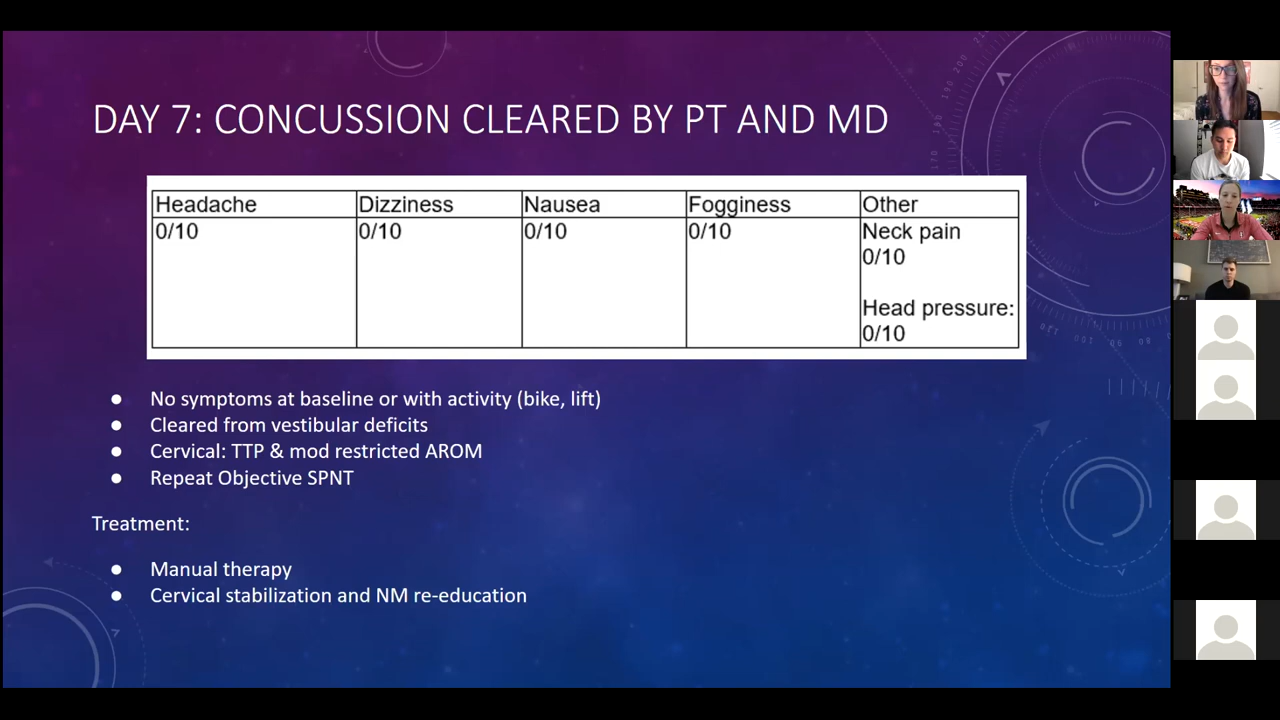 DAY 7: CONCUSSION CLEARED BY PT AND MD
Headache Dizziness Nausea Fogginess Other
0/10 0/10 0/10 0/10 Neck pain
0/10
Head pressure:
0/10
● No symptoms at baseline or with activity (bike, lift)
● Cleared from vestibular deficits
● Cervical: TTP & mod restricted AROM
● Repeat Objective SPNT
Treatment:
● Manual therapy
● Cervical stabilization and NM re-education